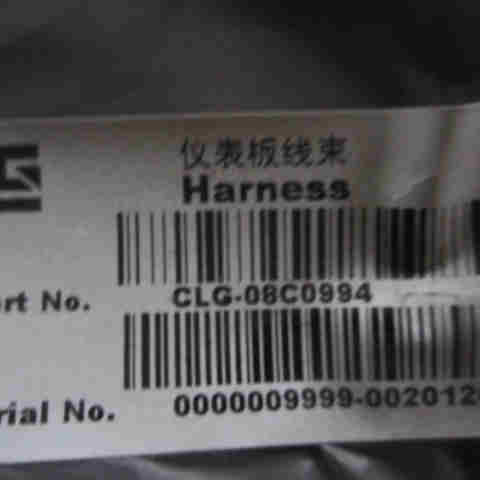 仪表板线束
Harness
rt No. CLG-08C0994
rial No. 0000009999-002012